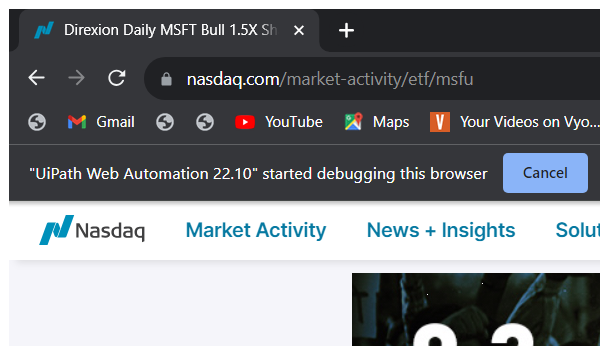 Direxion Daily MSFT Bull 1.5X Sh
nasdaq.com/market-activity/etf/msfu
Gmail YouTube Maps V Your Videos on Vyo...
"UiPath Web Automation 22.10" started debugging this browser Cancel
Nasdaq Market Activity News + Insights Solut